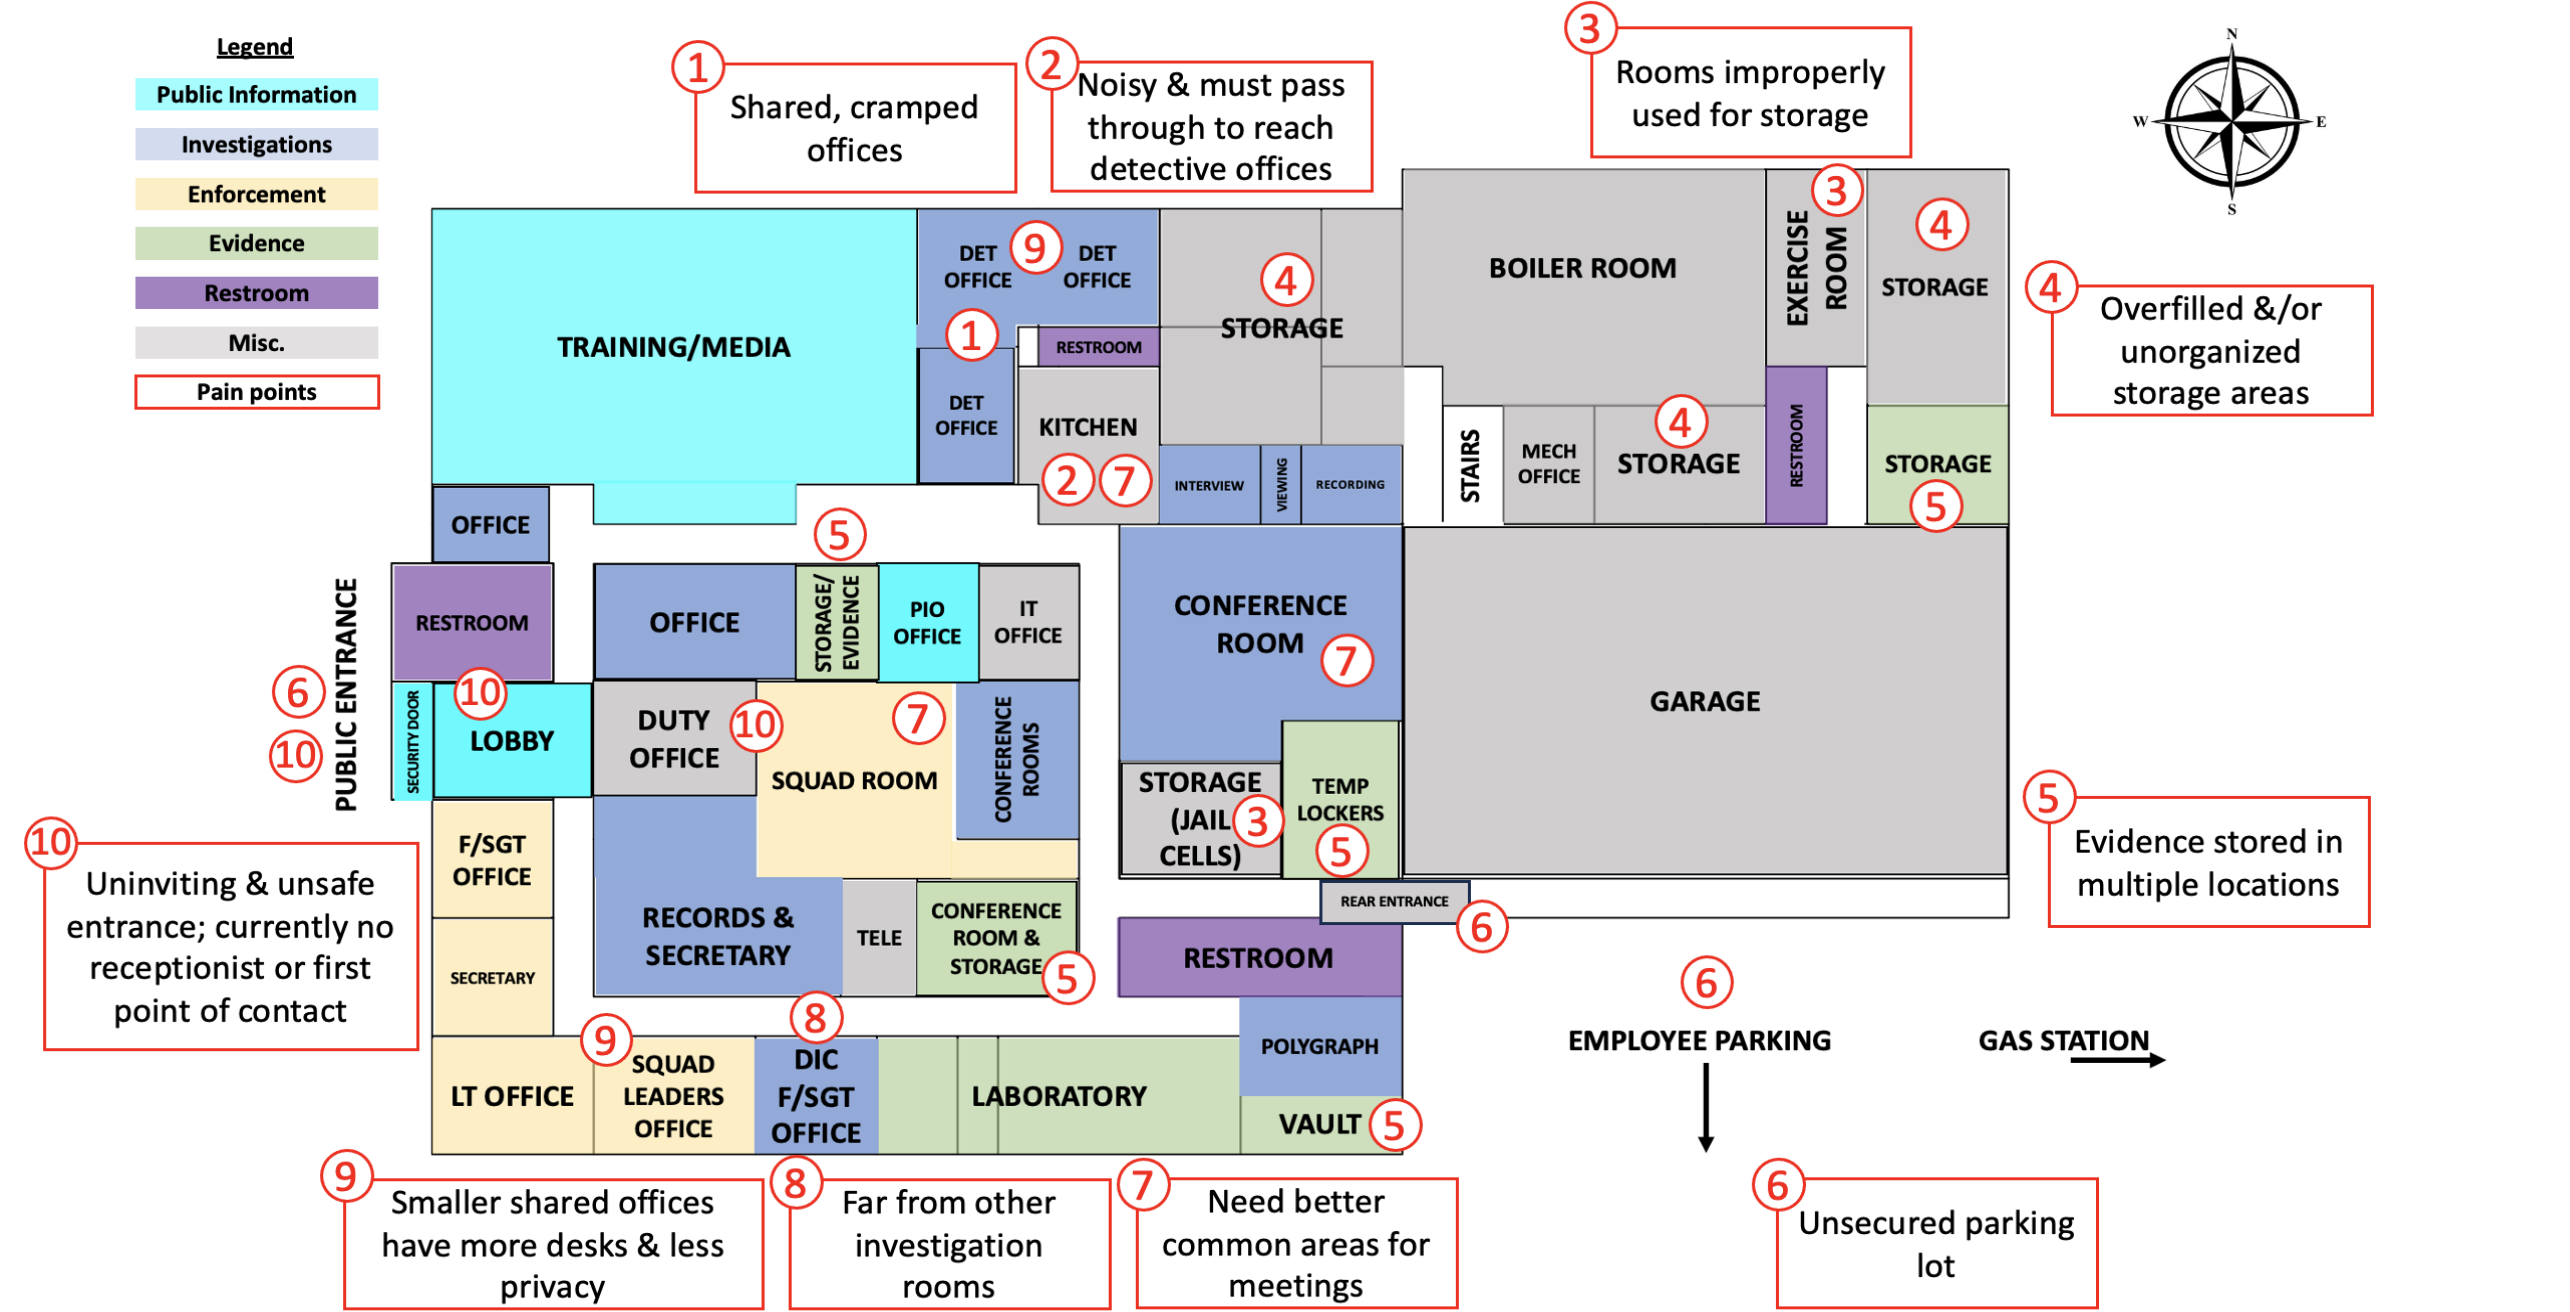 Legend
Public Information
Investigations
Enforcement
Evidence
Restroom
Misc.
Pain points
1
Shared, cramped
offices
2
Noisy & must pass
through to reach
detective offices
3
Rooms improperly
used for storage
N
W
E
S
4
Overfilled &/or
unorganized
storage areas
TRAINING/MEDIA
DET
OFFICE
9
DET
OFFICE
1
DET
OFFICE
RESTROOM
KITCHEN
2
7
4
STORAGE
BOILER ROOM
EXERCISE
ROOM
3
4
STORAGE
INTERVIEW
VIEWING
RECORDING
STAIRS
MECH
OFFICE
4
STORAGE
RESTROOM
STORAGE
5
OFFICE
5
RESTROOM
OFFICE
STORAGE/
EVIDENCE
PIO
OFFICE
IT
OFFICE
CONFERENCE
ROOM
7
GARAGE
6
10
PUBLIC ENTRANCE
SECURITY DOOR
10
LOBBY
DUTY
OFFICE
10
7
SQUAD ROOM
CONFERENCE
ROOMS
STORAGE
(JAIL
CELLS)
3
TEMP
LOCKERS
5
5
Evidence stored in
multiple locations
10
Uninviting & unsafe
entrance; currently no
receptionist or first
point of contact
F/SGT
OFFICE
SECRETARY
RECORDS &
SECRETARY
TELE
CONFERENCE
ROOM &
STORAGE
5
REAR ENTRANCE
6
RESTROOM
6
EMPLOYEE PARKING
GAS STATION
LT OFFICE
9
SQUAD
LEADERS
OFFICE
8
DIC
F/SGT
OFFICE
LABORATORY
POLYGRAPH
VAULT
5
9
Smaller shared offices
have more desks & less
privacy
8
Far from other
investigation
rooms
7
Need better
common areas for
meetings
6
Unsecured parking
lot